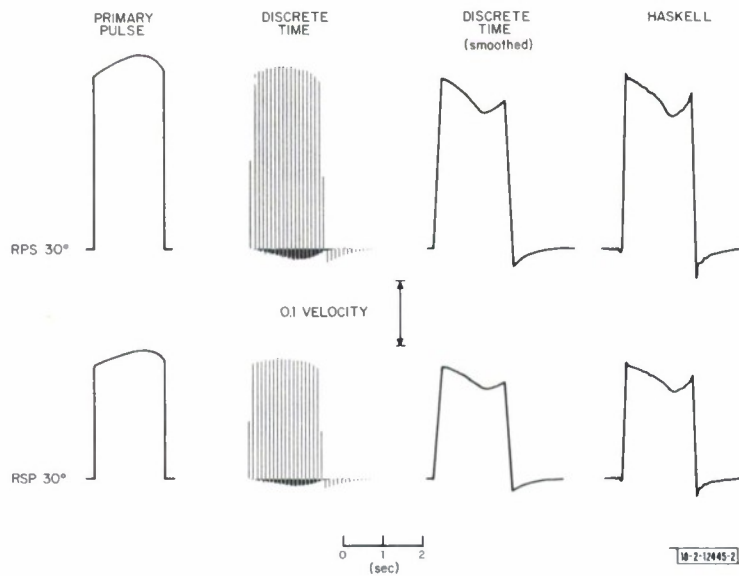 PRIMARY
PULSE
DISCRETE
TIME
DISCRETE
TIME
(smoothed)
HASKELL
RPS 30°
0.1 VELOCITY
RSP 30°
0 1 2
(sec)
18-2-12445-2